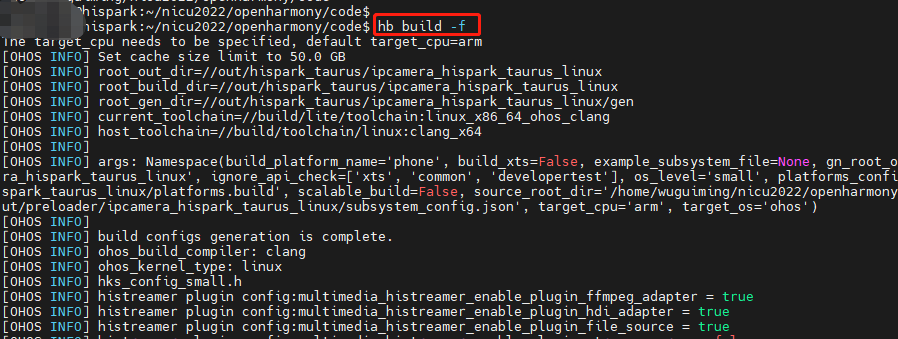 hispark:~/nicu2022/openharmony/code$
hispark:~/nicu2022/openharmony/code$ hb build -f
The target_cpu needs to be specified, default target_cpu=arm
[OHOS INFO] Set cache size limit to 50.0 GB
[OHOS INFO] root_out_dir=//out/hispark_taurus/ipcamera_hispark_taurus_linux
[OHOS INFO] root_build_dir=//out/hispark_taurus/ipcamera_hispark_taurus_linux
[OHOS INFO] root_gen_dir=//out/hispark_taurus/ipcamera_hispark_taurus_linux/gen
[OHOS INFO] current_toolchain=//build/lite/toolchain:linux_x86_64_ohos_clang
[OHOS INFO] host_toolchain=//build/toolchain/linux:clang_x64
[OHOS INFO]
[OHOS INFO] args: Namespace(build_platform_name='phone', build_xts=False, example_subsystem_file=None, gn_root_o
ra_hispark_taurus_linux', ignore_api_check=['xts', 'common', 'developertest'], os_level='small', platforms_confi
spark_taurus_linux/platforms.build', scalable_build=False, source_root_dir='/home/wuguiming/nicu2022/openharmony
ut/preloader/ipcamera_hispark_taurus_linux/subsystem_config.json', target_cpu='arm', target_os='ohos')
[OHOS INFO]
[OHOS INFO] build configs generation is complete.
[OHOS INFO] ohos_build_compiler: clang
[OHOS INFO] ohos_kernel_type: linux
[OHOS INFO] hks_config_small.h
[OHOS INFO] histreamer plugin config:multimedia_histreamer_enable_plugin_ffmpeg_adapter = true
[OHOS INFO] histreamer plugin config:multimedia_histreamer_enable_plugin_hdi_adapter = true
[OHOS INFO] histreamer plugin config:multimedia_histreamer_enable_plugin_file_source = true